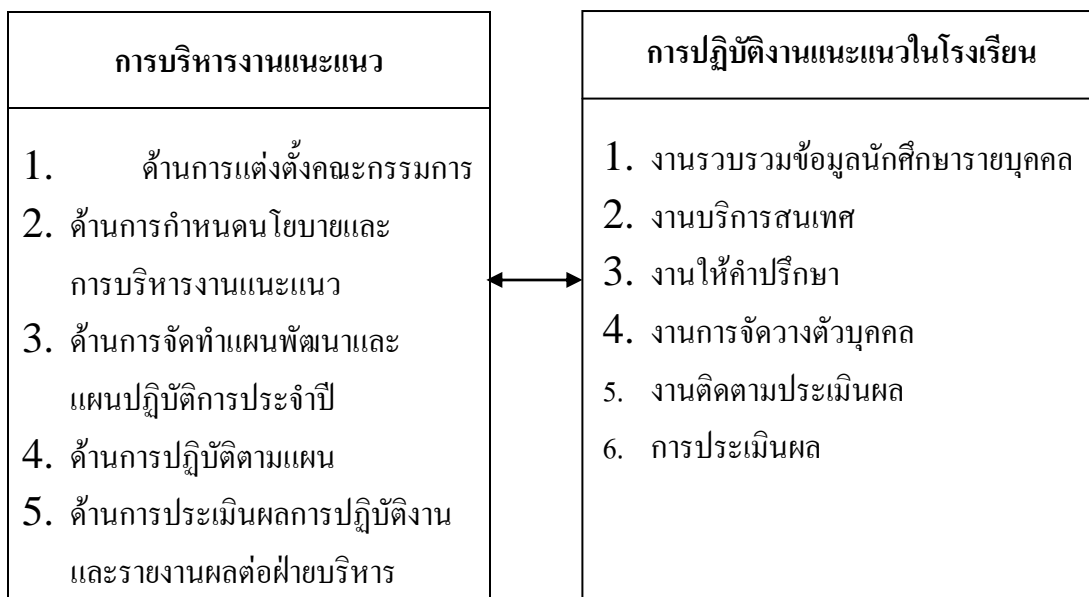 การบริหารงานแนะแนว
1. ด้านการแต่งตั้งคณะกรรมการ
2. ด้านการกำหนดนโยบายและ
การบริหารงานแนะแนว
3. ด้านการจัดทำแผนพัฒนาและ
แผนปฏิบัติการประจำปี
4. ด้านการปฏิบัติตามแผน
5. ด้านการประเมินผลการปฏิบัติงาน
และรายงานผลต่อฝ่ายบริหาร
การปฏิบัติงานแนะแนวในโรงเรียน
1. งานรวบรวมข้อมูลนักศึกษารายบุคคล
2. งานบริการสนเทศ
3. งานให้คำปรึกษา
4. งานการจัดวางตัวบุคคล
5. งานติดตามประเมินผล
6. การประเมินผล